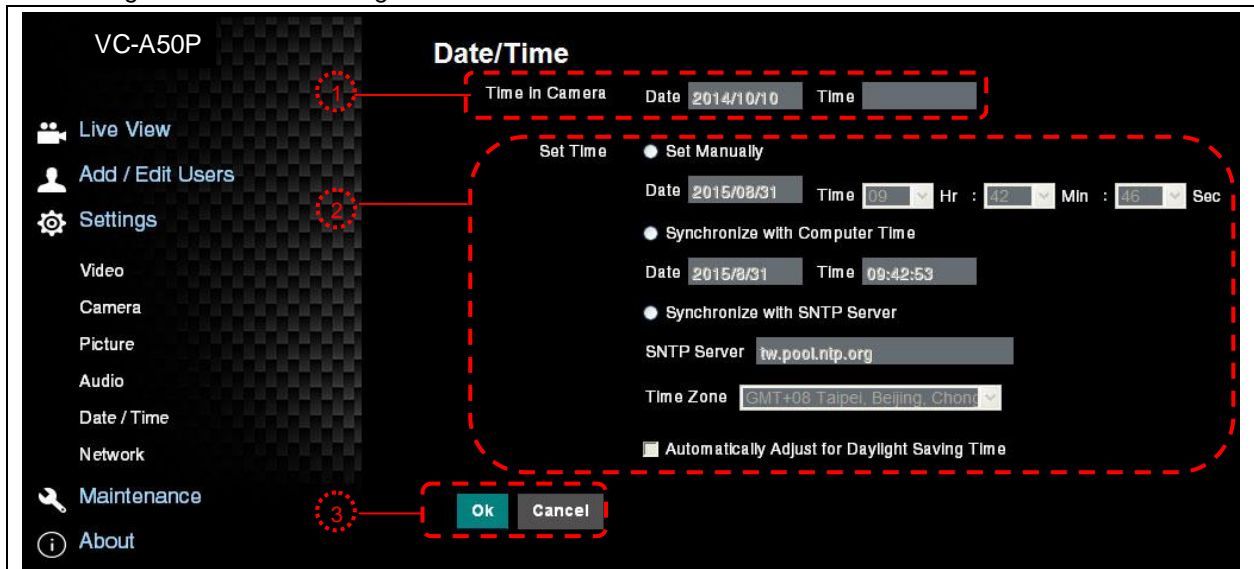 VC-A50P
Live View
Add / Edit Users
Settings
Video
Camera
Picture
Audio
Date / Time
Network
Maintenance
About
Date/Time
1
Time in Camera Date 2014/10/10 Time
2
Set Time Set Manually
Date 2015/08/31 Time 09 Hr : 42 Min : 46 Sec
Synchronize with Computer Time
Date 2015/8/31 Time 09:42:53
Synchronize with SNTP Server
SNTP Server tw.pool.ntp.org
Time Zone GMT+08 Taipei, Beijing, Chong
Automatically Adjust for Daylight Saving Time
3
Ok Cancel